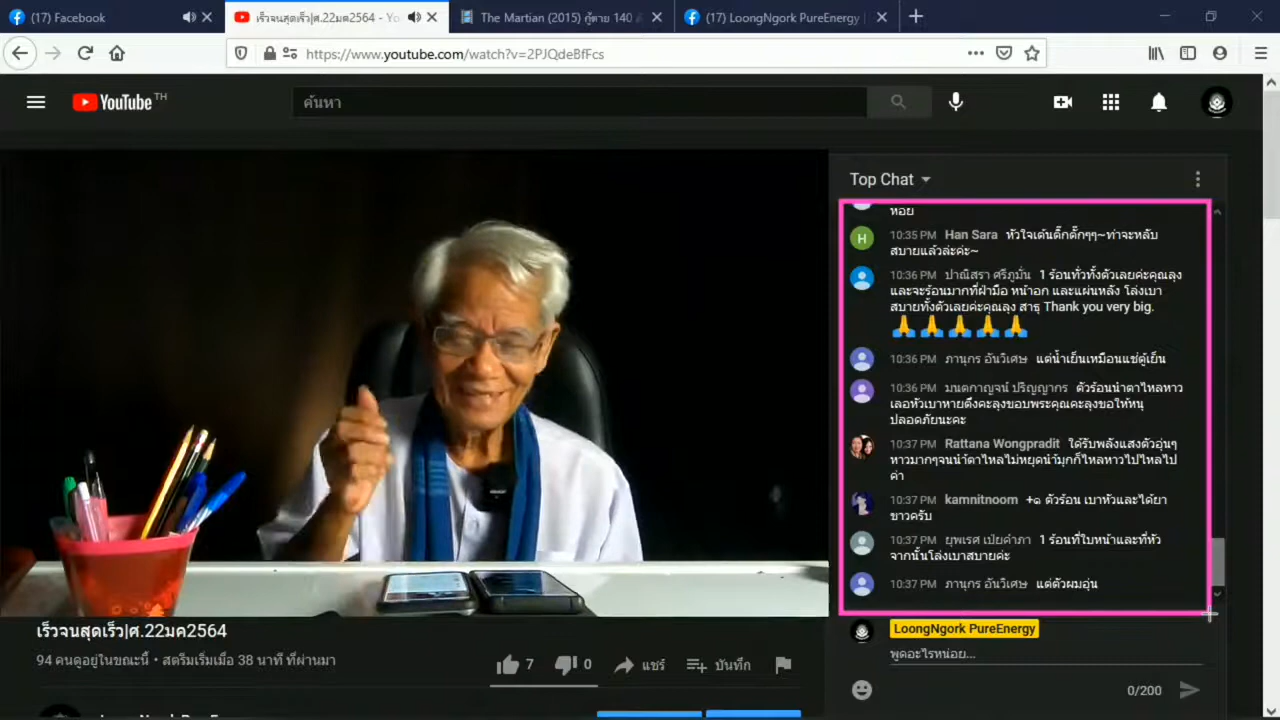 (17) Facebook
เร็วจนสุดเร็ว|ศ.22มค2564 - Yo
The Martian (2015) กู้ตาย 140 ล้
(17) LoongNgork PureEnergy |
https://www.youtube.com/watch?v=2PJQdeBfFcs
YouTube TH
ค้นหา
Top Chat
หอย
10:35 PM Han Sara หัวใจเต้นตึ๊กตั๊กๆๆ~ท่าจะหลับ
สบายแล้วล่ะค่ะ~
10:36 PM ปาณิสรา ศรีภูมั่น 1 ร้อนทั่วทั้งตัวเลยค่ะคุณลุง
และจะร้อนมากที่ฝ่ามือ หน้าอก และแผ่นหลัง โล่งเบา
สบายทั้งตัวเลยค่ะคุณลุง สาธุ Thank you very big.
🙏🙏🙏🙏🙏
10:36 PM ภานุกร อันวิเศษ แต่น้ำเย็นเหมือนแช่ตู้เย็น
10:36 PM มนตกาญจน์ ปริญญากร ตัวร้อนนำตาไหลหาว
เลอหัวเบาหายตึงคะลุงขอบพระคุณคะลุงขอให้หนุ
ปลอดภัยนะคะ
10:37 PM Rattana Wongpradit ใด้รับพลังแสงตัวอุ่นๆ
หาวมากๆจนนำ้ตาไหลไม่หยุดนำ้มุกก็ไหลหาวไปไหลไป
ค่า
10:37 PM kamnitnoom +๑ ตัวร้อน เบาหัวและได้ยา
ขาวครับ
10:37 PM ยุพเรศ เป้ยคำภา 1 ร้อนที่ใบหน้าและที่หัว
จากนั้นโล่งเบาสบายค่ะ
10:37 PM ภานุกร อันวิเศษ แต่ตัวผมอุ่น
LoongNgork PureEnergy
พูดอะไรหน่อย...
0/200
เร็วจนสุดเร็ว|ศ.22มค2564
94 คนดูอยู่ในขณะนี้ • สตรีมเริ่มเมื่อ 38 นาที ที่ผ่านมา
7 0 แชร์ บันทึก